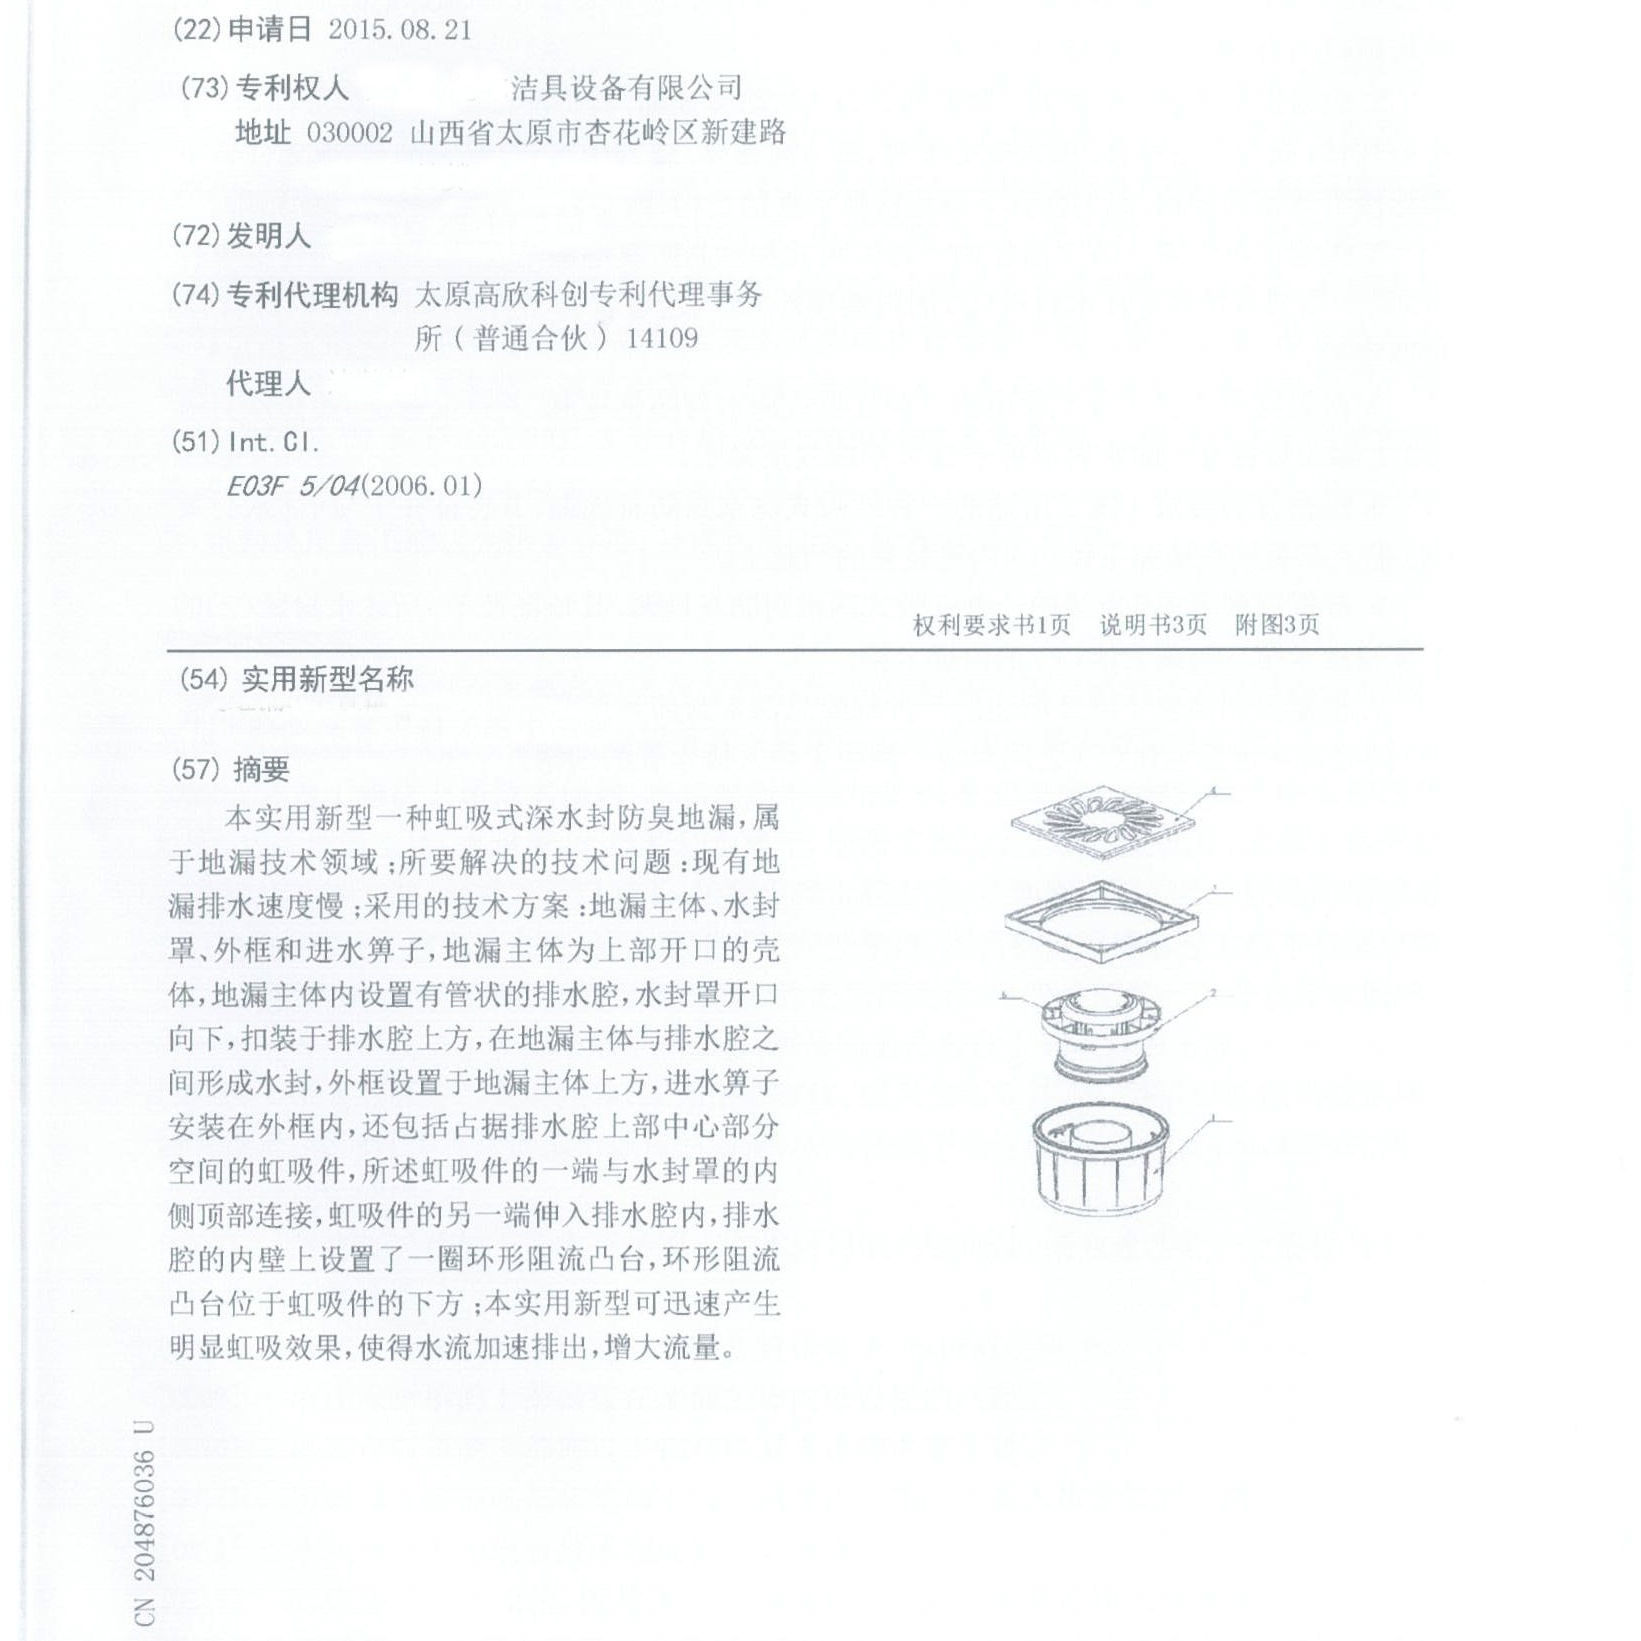 (22)申请日 2015.08.21
(73)专利权人 洁具设备有限公司
地址 030002 山西省太原市杏花岭区新建路
(72)发明人
(74)专利代理机构 太原高欣科创专利代理事务
所(普通合伙) 14109
代理人
(51)Int.Cl.
E03F 5/04(2006.01)
权利要求书1页 说明书3页 附图3页
(54) 实用新型名称
(57) 摘要
本实用新型一种虹吸式深水封防臭地漏,属
于地漏技术领域;所要解决的技术问题:现有地
漏排水速度慢;采用的技术方案:地漏主体、水封
罩、外框和进水箅子,地漏主体为上部开口的壳
体,地漏主体内设置有管状的排水腔,水封罩开口
向下,扣装于排水腔上方,在地漏主体与排水腔之
间形成水封,外框设置于地漏主体上方,进水箅子
安装在外框内,还包括占据排水腔上部中心部分
空间的虹吸件,所述虹吸件的一端与水封罩的内
侧顶部连接,虹吸件的另一端伸入排水腔内,排水
腔的内壁上设置了一圈环形阻流凸台,环形阻流
凸台位于虹吸件的下方;本实用新型可迅速产生
明显虹吸效果,使得水流加速排出,增大流量。
4
2
1
CN 204876036 U